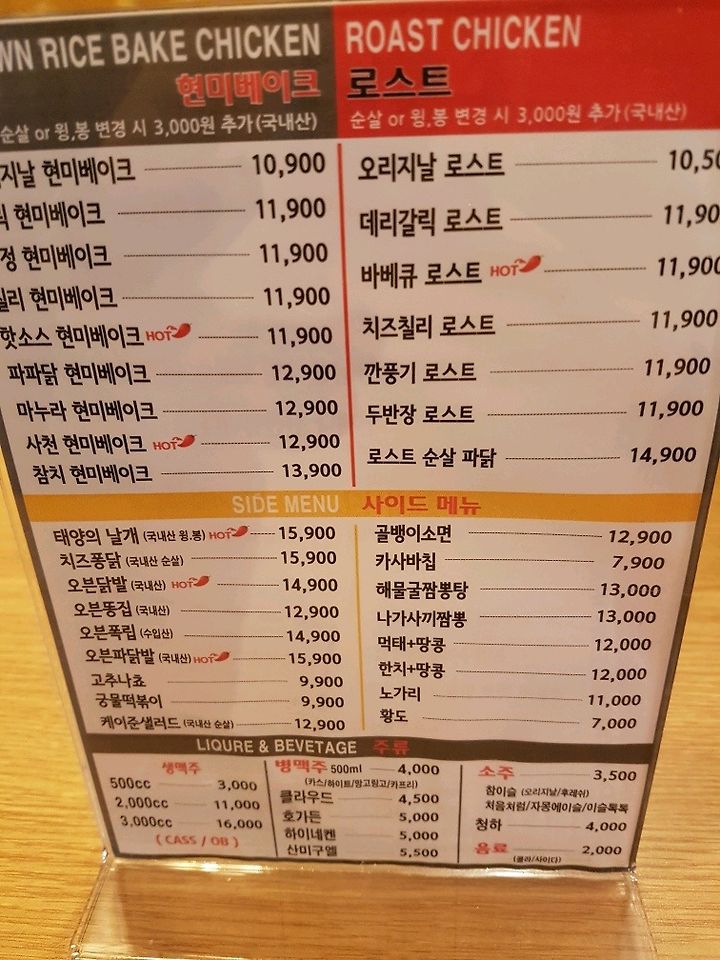 WN RICE BAKE CHICKEN
현미베이크
순살 or 윙,봉 변경 시 3,000원 추가(국내산)
지날 현미베이크 10,900
현미베이크 11,900
정 현미베이크 11,900
칠리 현미베이크 11,900
핫소스 현미베이크 HOT 11,900
파파닭 현미베이크 12,900
마누라 현미베이크 12,900
사천 현미베이크 HOT 12,900
참치 현미베이크 13,900
ROAST CHICKEN
로스트
순살 or 윙,봉 변경 시 3,000원 추가(국내산)
오리지날 로스트 10,50
데리갈릭 로스트 11,90
바베큐 로스트 HOT 11,900
치즈칠리 로스트 11,900
깐풍기 로스트 11,900
두반장 로스트 11,900
로스트 순살 파닭 14,900
SIDE MENU 사이드 메뉴
태양의 날개 (국내산 윙.봉) HOT 15,900
치즈퐁닭 (국내산 순살) 15,900
오븐닭발 (국내산) HOT 14,900
오븐똥집 (국내산) 12,900
오븐폭립 (수입산) 14,900
오븐파닭발 (국내산) HOT 15,900
고추나쵸 9,900
궁물떡볶이 9,900
케이준샐러드 (국내산 순살) 12,900
골뱅이소면 12,900
카사바칩 7,900
해물굴짬뽕탕 13,000
나가사끼짬뽕 13,000
먹태+땅콩 12,000
한치+땅콩 12,000
노가리 11,000
황도 7,000
LIQURE & BEVETAGE 주류
생맥주
500cc 3,000
2,000cc 11,000
3,000cc 16,000
( CASS / OB )
병맥주 500ml 4,000
(카스/하이트/망고링고/카프리)
클라우드 4,500
호가든 5,000
하이네켄 5,000
산미구엘 5,500
소주 3,500
참이슬 (오리지날/후레쉬)
처음처럼/자몽에이슬/이슬톡톡
청하 4,000
음료 2,000
(콜라/사이다)